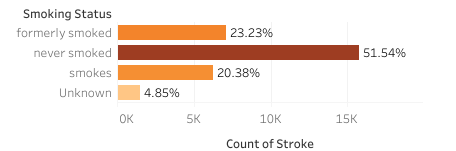 Smoking Status
formerly smoked 23.23%
never smoked 51.54%
smokes 20.38%
Unknown 4.85%
0K 5K 10K 15K
Count of Stroke